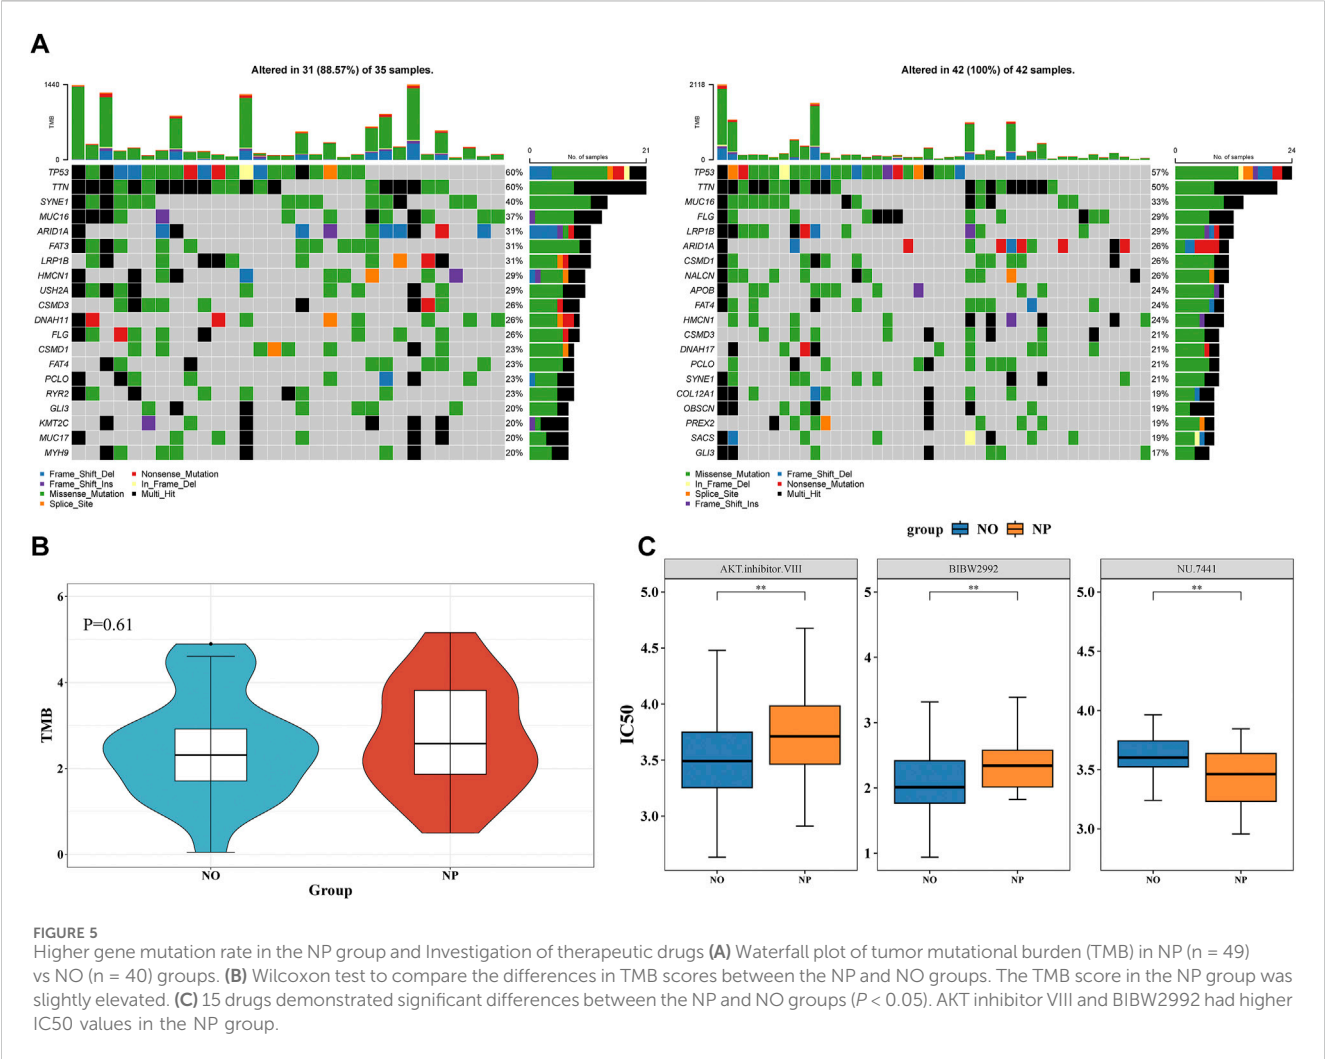 A
Altered in 31 (88.57%) of 35 samples.
1440
TMB
0
0 21
No. of samples
TP53 60%
TTN 60%
SYNE1 40%
MUC16 37%
ARID1A 31%
FAT3 31%
LRP1B 31%
HMCN1 29%
USH2A 29%
CSMD3 26%
DNAH11 26%
FLG 26%
CSMD1 23%
FAT4 23%
PCLO 23%
RYR2 23%
GLI3 20%
KMT2C 20%
MUC17 20%
MYH9 20%
Frame_Shift_Del Nonsense_Mutation
Frame_Shift_Ins In_Frame_Del
Missense_Mutation Multi_Hit
Splice_Site
Altered in 42 (100%) of 42 samples.
2118
TMB
0
0 24
No. of samples
TP53 57%
TTN 50%
MUC16 33%
FLG 29%
LRP1B 29%
ARID1A 26%
CSMD1 26%
NALCN 26%
APOB 24%
FAT4 24%
HMCN1 24%
CSMD3 21%
DNAH17 21%
PCLO 21%
SYNE1 21%
COL12A1 19%
OBSCN 19%
PREX2 19%
SACS 19%
GLI3 17%
Missense_Mutation Frame_Shift_Del
In_Frame_Del Nonsense_Mutation
Splice_Site Multi_Hit
Frame_Shift_Ins
B
P=0.61
TMB
6
4
2
0
NO NP
Group
C
group NO NP
IC50
AKT.inhibitor.VIII
**
5.0
4.5
4.0
3.5
3.0
NO NP
BIBW2992
**
5
4
3
2
1
NO NP
NU.7441
**
5.0
4.5
4.0
3.5
3.0
NO NP
FIGURE 5
Higher gene mutation rate in the NP group and Investigation of therapeutic drugs (A) Waterfall plot of tumor mutational burden (TMB) in NP (n = 49)
vs NO (n = 40) groups. (B) Wilcoxon test to compare the differences in TMB scores between the NP and NO groups. The TMB score in the NP group was
slightly elevated. (C) 15 drugs demonstrated significant differences between the NP and NO groups (P < 0.05). AKT inhibitor VIII and BIBW2992 had higher
IC50 values in the NP group.